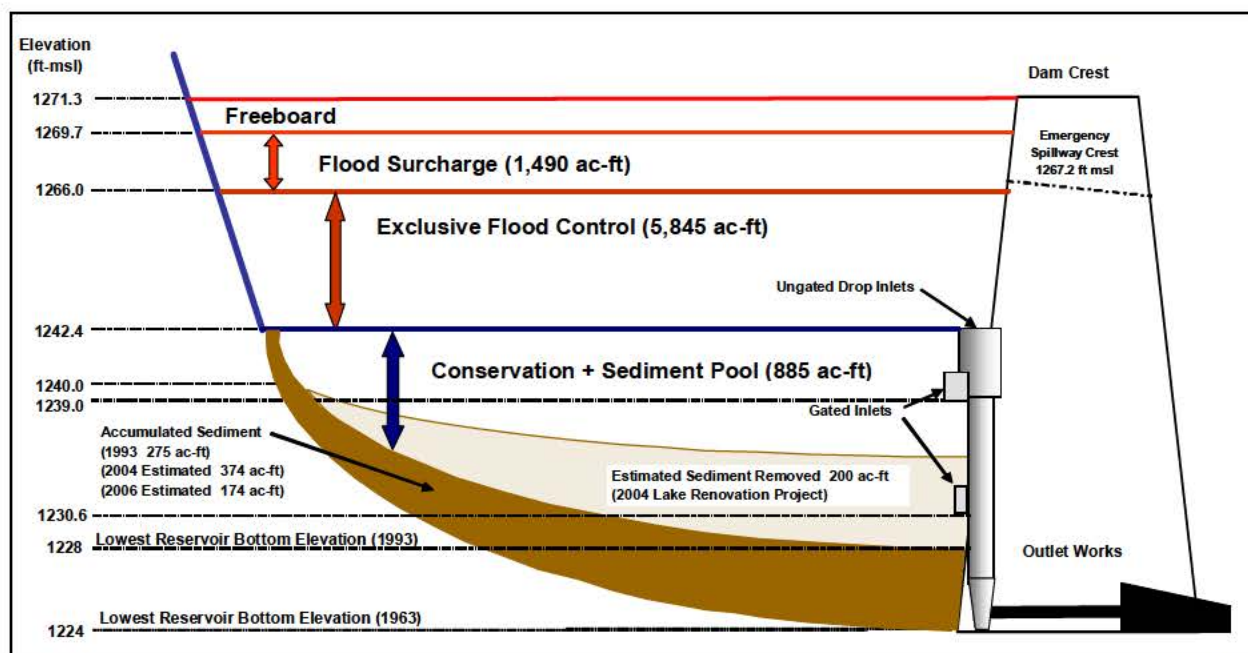 Elevation
(ft-msl)
Dam Crest
1271.3
Freeboard
1269.7
Emergency
Spillway Crest
1267.2 ft msl
Flood Surcharge (1,490 ac-ft)
1266.0
Exclusive Flood Control (5,845 ac-ft)
Ungated Drop Inlets
1242.4
Conservation + Sediment Pool (885 ac-ft)
1240.0
1239.0
Gated Inlets
Accumulated Sediment
(1993 275 ac-ft)
(2004 Estimated 374 ac-ft)
(2006 Estimated 174 ac-ft)
Estimated Sediment Removed 200 ac-ft
(2004 Lake Renovation Project)
1230.6
Lowest Reservoir Bottom Elevation (1993)
1228
Outlet Works
Lowest Reservoir Bottom Elevation (1963)
1224